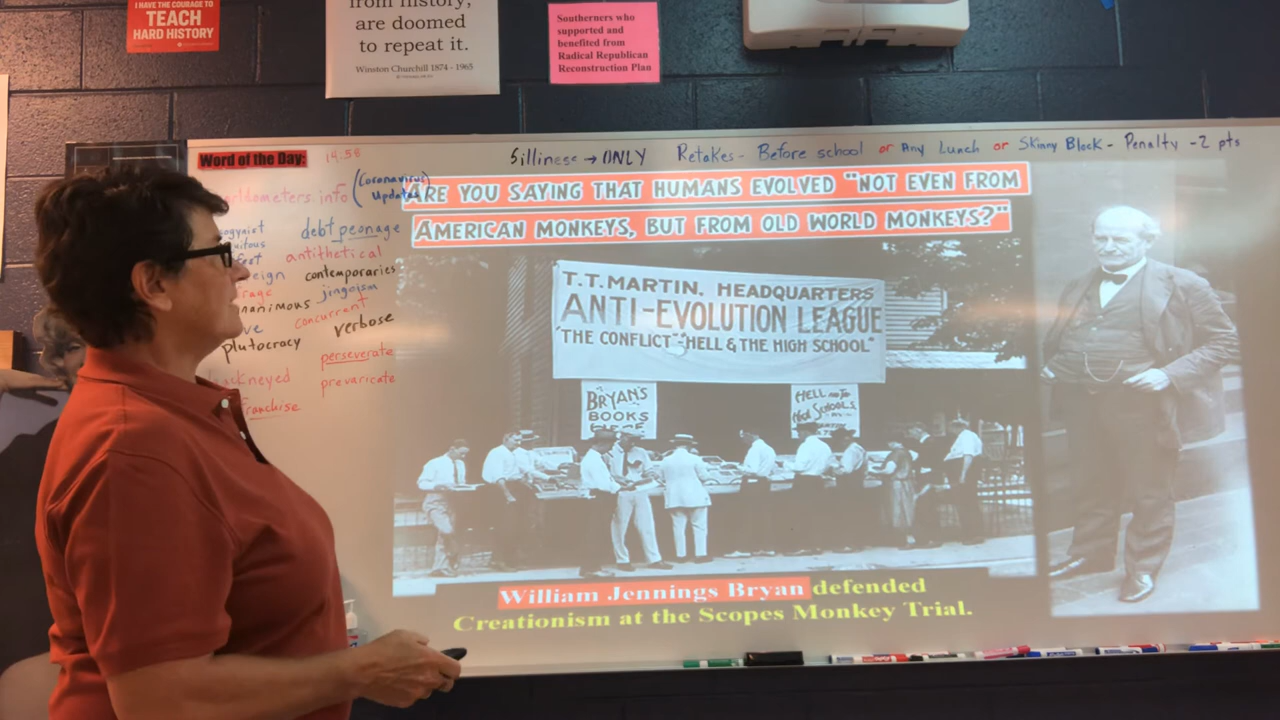 I HAVE THE COURAGE TO
TEACH
HARD HISTORY
from history,
are doomed
to repeat it.
Winston Churchill 1874 - 1965
Southerners who
supported and
benefited from
Radical Republican
Reconstruction Plan
Silliness → ONLY Retakes - Before school or Any Lunch or Skinny Block - Penalty -2 pts
Word of the Day:
19:58
(Coronavirus
Updates)
info
debt peonage
antithetical
contemporaries
jingoism
concurrent
verbose
plutocracy
perseverate
prevaricate
ARE YOU SAYING THAT HUMANS EVOLVED "NOT EVEN FROM
AMERICAN MONKEYS, BUT FROM OLD WORLD MONKEYS?"
T.T. MARTIN, HEADQUARTERS
ANTI-EVOLUTION LEAGUE
"THE CONFLICT"-"HELL & THE HIGH SCHOOL"
BRYAN'S
BOOKS
HERE
HELL
High Schools
William Jennings Bryan defended
Creationism at the Scopes Monkey Trial.